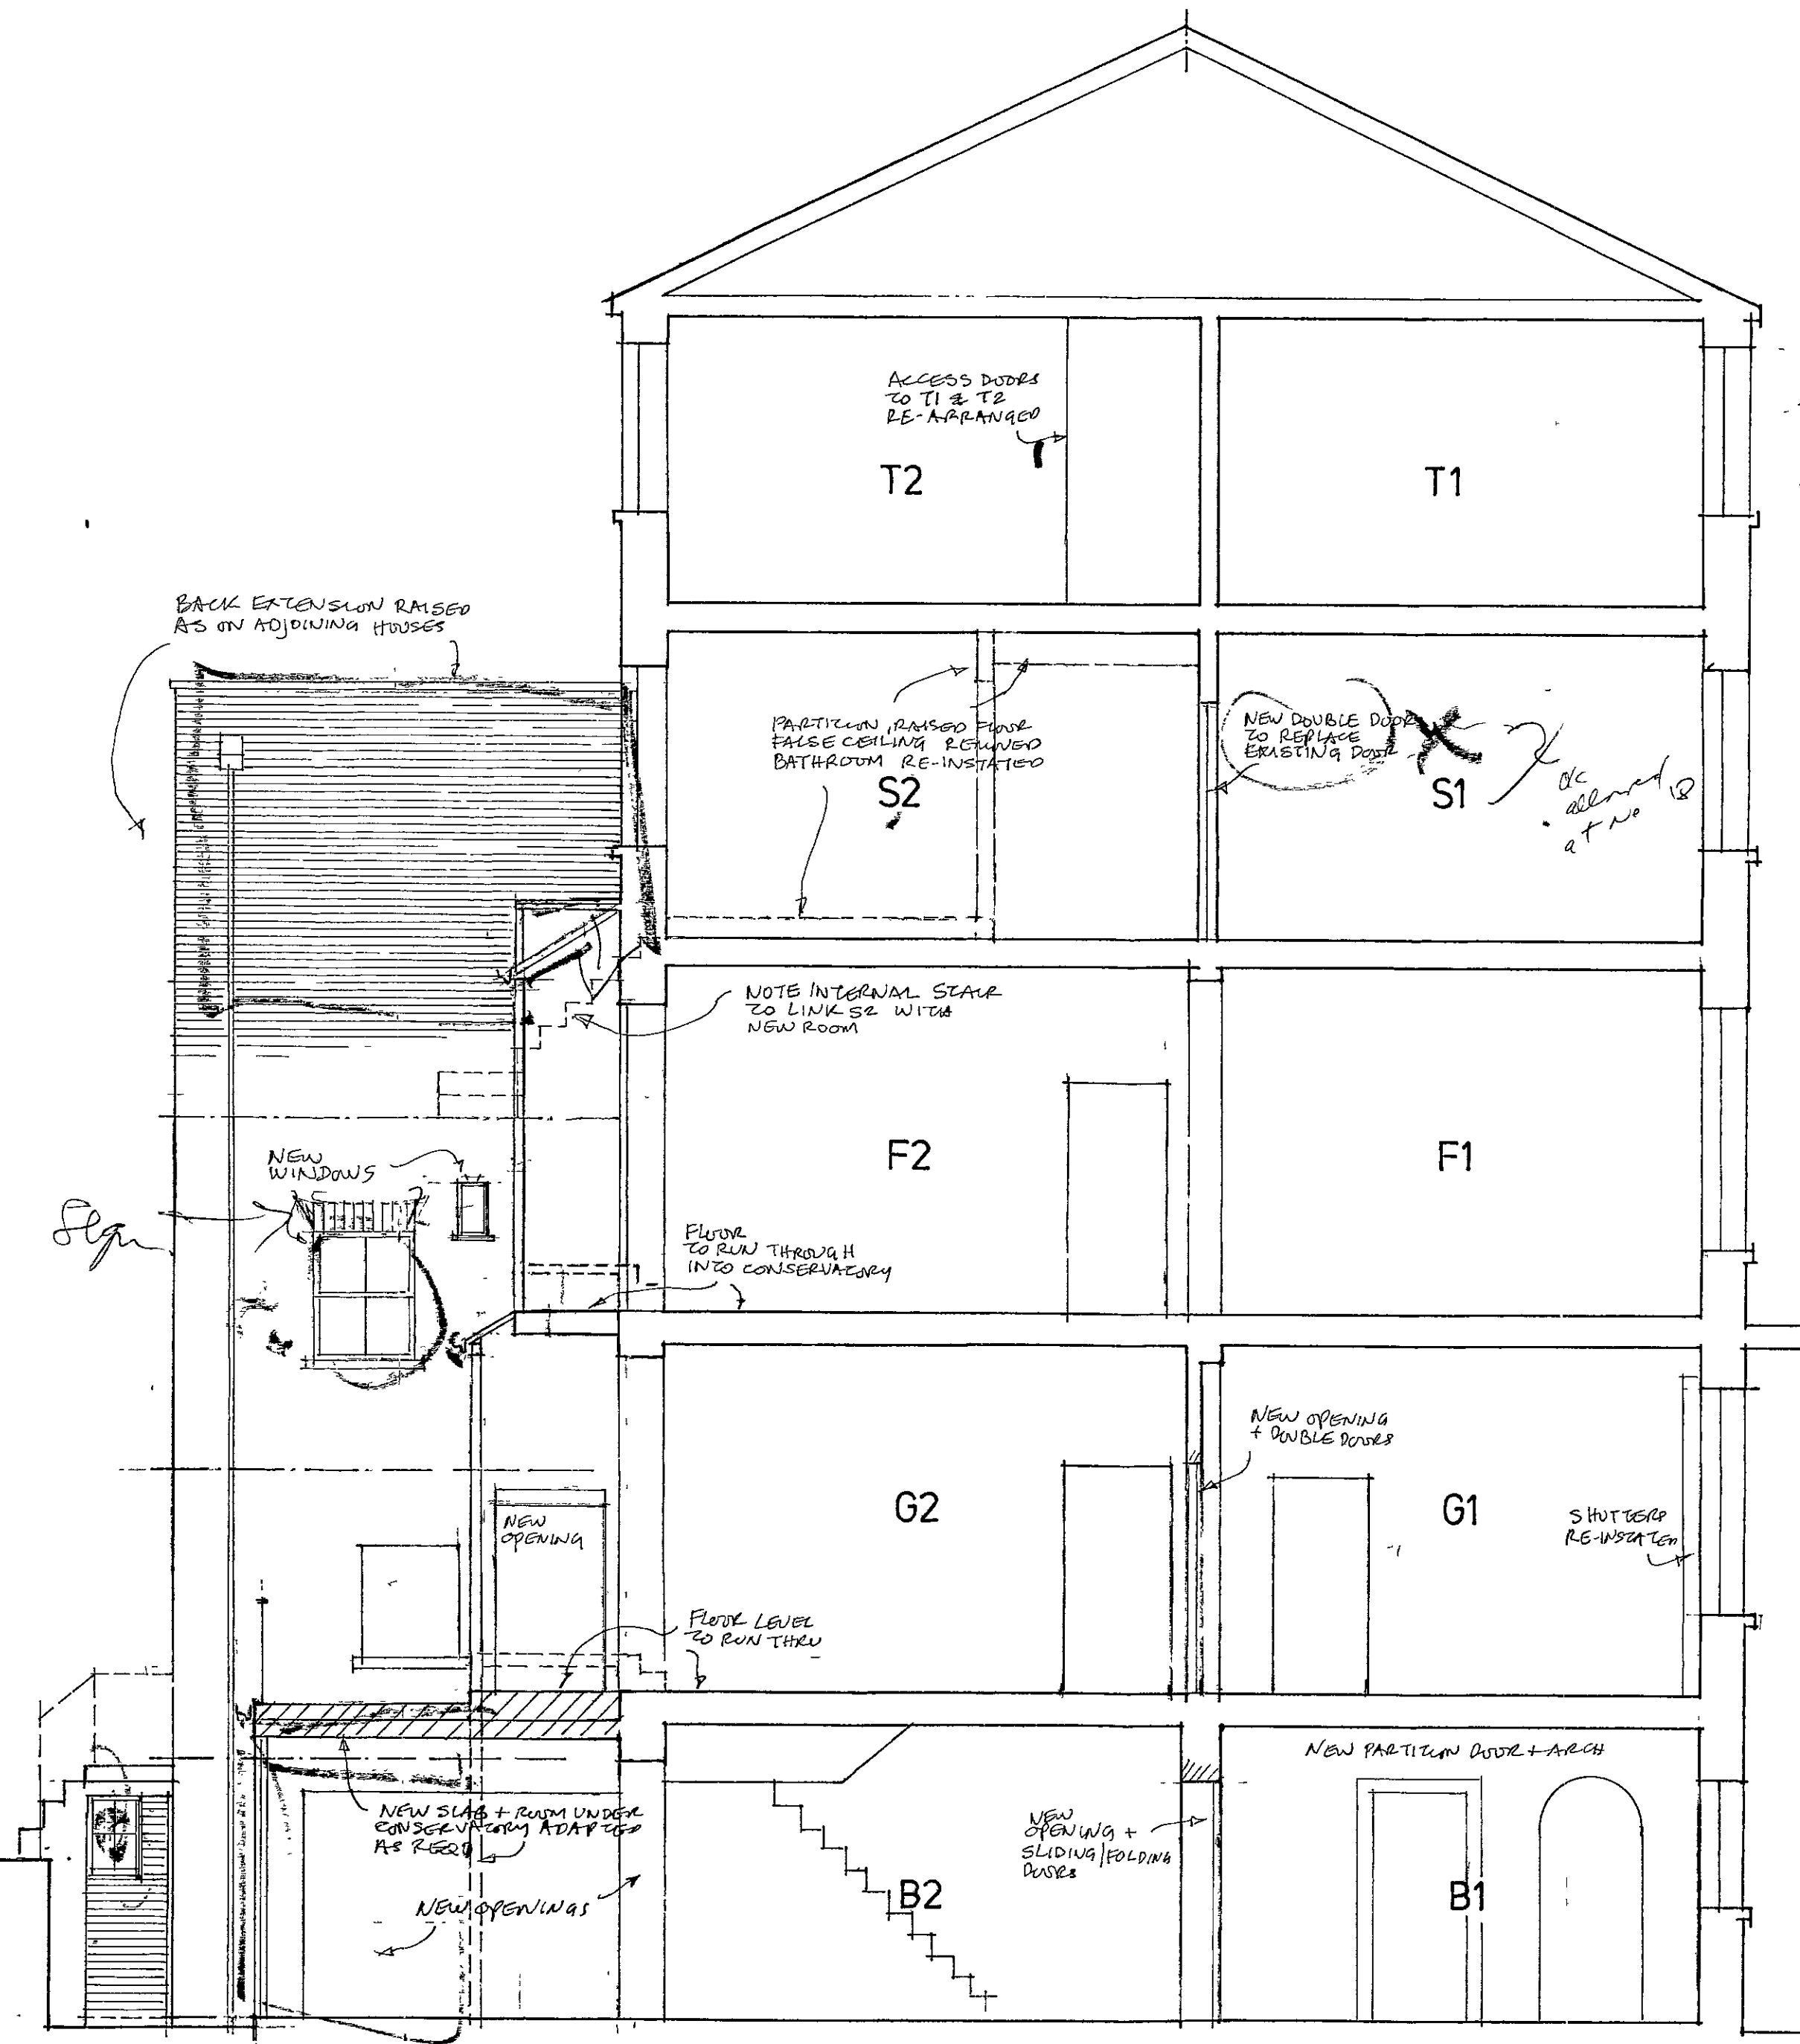 ACCESS DOORS
TO T1 & T2
RE-ARRANGED
T2
T1
BACK EXTENSION RAISED
AS ON ADJOINING HOUSES
PARTITION, RAISED FLOOR
FALSE CEILING REMOVED
BATHROOM RE-INSTATED
S2
NEW DOUBLE DOOR
TO REPLACE
EXISTING DOOR
S1
allowed
at No
NOTE INTERNAL STAIR
TO LINK S2 WITH
NEW ROOM
NEW
WINDOWS
F2
F1
FLOOR
TO RUN THROUGH
INTO CONSERVATORY
NEW OPENING
+ DOUBLE DOORS
G2
G1
NEW
OPENING
SHUTTERS
RE-INSTATED
FLOOR LEVEL
TO RUN THRU
NEW PARTITION DOOR + ARCH
NEW SLAB + ROOM UNDER
CONSERVATORY ADAPTED
AS REQD
NEW
OPENING +
SLIDING/FOLDING
DOORS
B2
B1
NEW OPENINGS